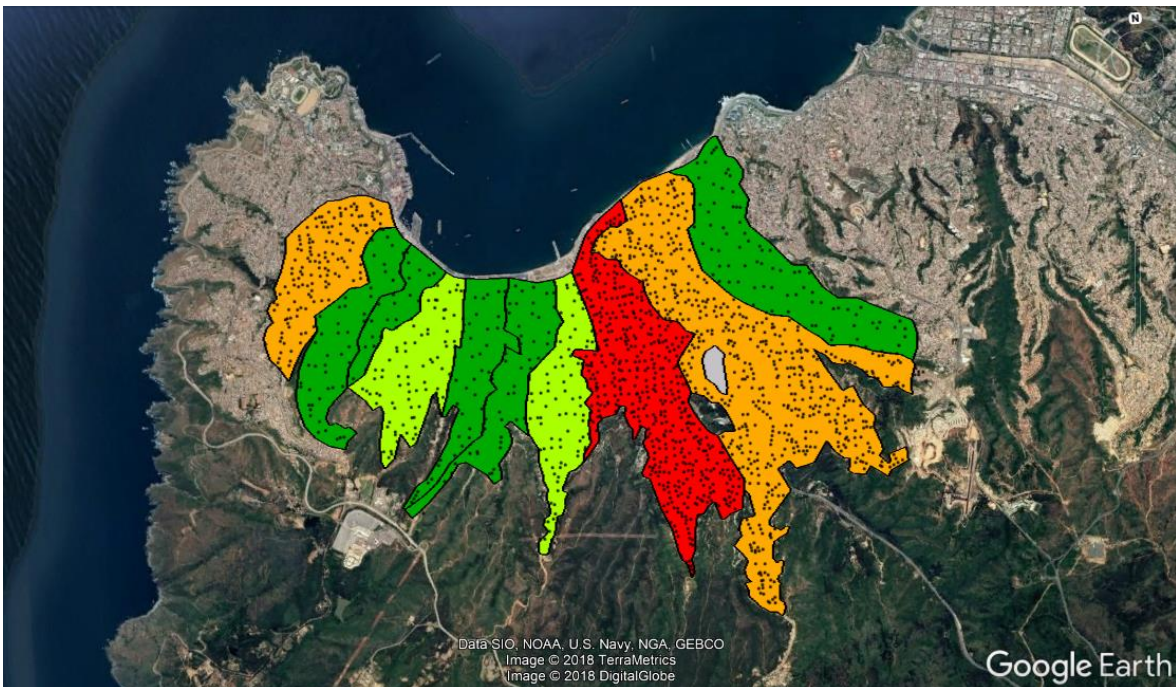 N
Data SIO, NOAA, U.S. Navy, NGA, GEBCO
Image © 2018 TerraMetrics
Image © 2018 DigitalGlobe
Google Earth